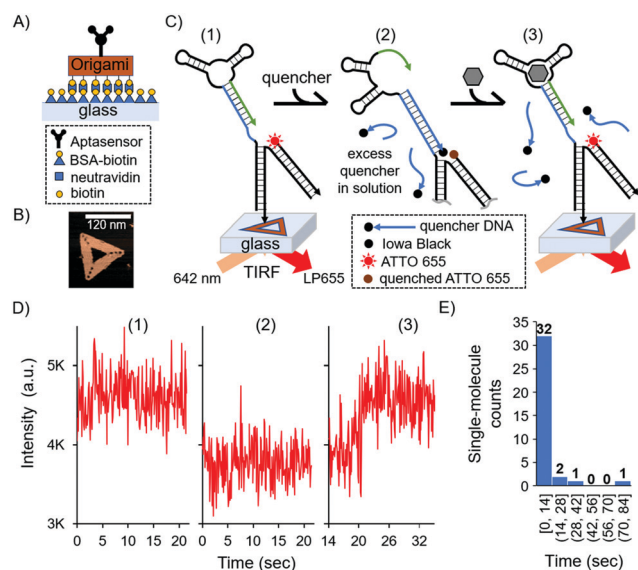 A)
Origami
glass
Aptasensor
BSA-biotin
neutravidin
biotin
B)
120 nm
C)
(1)
(2)
(3)
quencher
excess
quencher
in solution
glass
642 nm
TIRF
LP655
quencher DNA
Iowa Black
ATTO 655
quenched ATTO 655
D)
(1)
(2)
(3)
Intensity (a.u.)
5K
4K
3K
0 5 10 15 20
0 5 10 15 20
14 20 26 32
Time (sec)
E)
Single-molecule
counts
35
30
25
20
15
10
5
0
32
2
1
0
0
1
[0, 14]
(14, 28]
(28, 42]
(42, 56]
(56, 70]
(70, 84]
Time (sec)